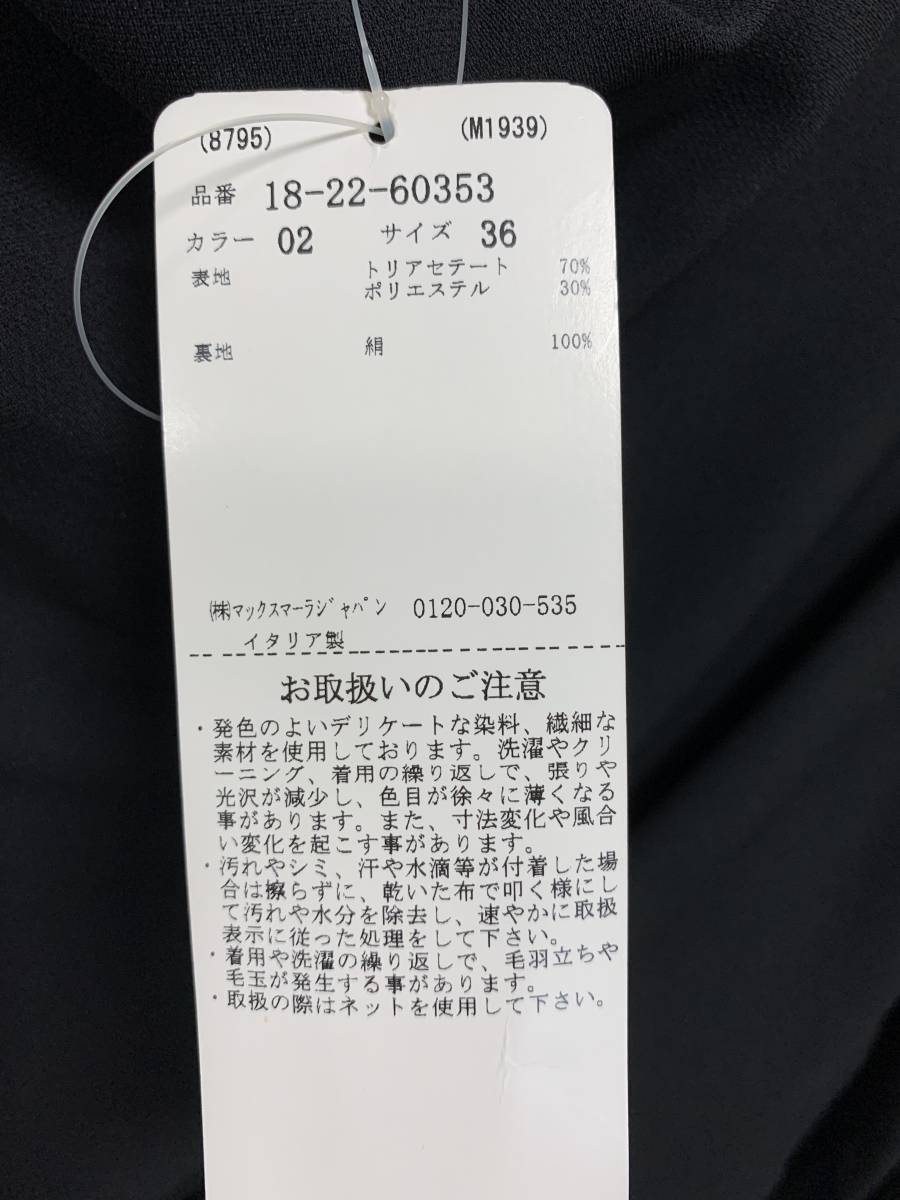 (8795) (M1939)
品番 18-22-60353
カラー 02 サイズ 36
表地 トリアセテート 70%
ポリエステル 30%
裏地 絹 100%
㈱マックスマーラジャパン 0120-030-535
イタリア製
お取扱いのご注意
・発色のよいデリケートな染料、繊細な
素材を使用しております。洗濯やクリ
ーニング、着用の繰り返しで、張りや
光沢が減少し、色目が徐々に薄くなる
事があります。また、寸法変化や風合
い変化を起こす事があります。
・汚れやシミ、汗や水滴等が付着した場
合は擦らずに、乾いた布で叩く様にし
て汚れや水分を除去し、速やかに取扱
表示に従った処理をして下さい。
・着用や洗濯の繰り返しで、毛羽立ちや
毛玉が発生する事があります。
・取扱の際はネットを使用して下さい。